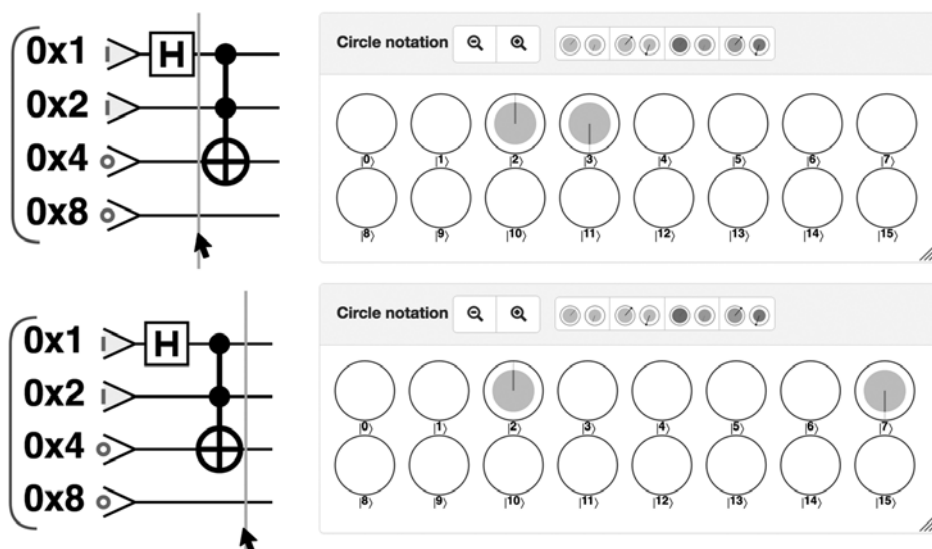 0x1 H
0x2
0x4
0x8
Circle notation
|0⟩ |1⟩ |2⟩ |3⟩ |4⟩ |5⟩ |6⟩ |7⟩
|8⟩ |9⟩ |10⟩ |11⟩ |12⟩ |13⟩ |14⟩ |15⟩
0x1 H
0x2
0x4
0x8
Circle notation
|0⟩ |1⟩ |2⟩ |3⟩ |4⟩ |5⟩ |6⟩ |7⟩
|8⟩ |9⟩ |10⟩ |11⟩ |12⟩ |13⟩ |14⟩ |15⟩